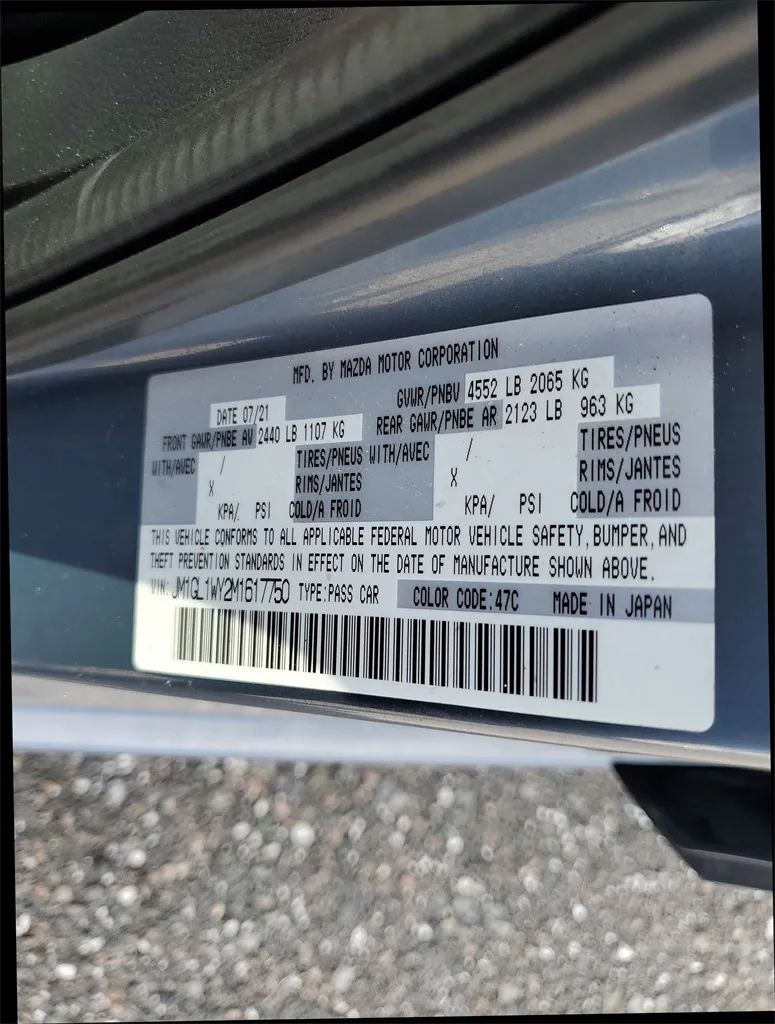 MFD. BY MAZDA MOTOR CORPORATION
DATE 07/21 GVWR/PNBV 4552 LB 2065 KG
FRONT GAWR/PNBE AV 2440 LB 1107 KG REAR GAWR/PNBE AR 2123 LB 963 KG
WITH/AVEC / TIRES/PNEUS WITH/AVEC / TIRES/PNEUS
X RIMS/JANTES X RIMS/JANTES
KPA/ PSI COLD/A FROID KPA/ PSI COLD/A FROID
THIS VEHICLE CONFORMS TO ALL APPLICABLE FEDERAL MOTOR VEHICLE SAFETY, BUMPER, AND
THEFT PREVENTION STANDARDS IN EFFECT ON THE DATE OF MANUFACTURE SHOWN ABOVE.
VIN: JM1GL1WY2M1617750 TYPE:PASS CAR COLOR CODE:47C MADE IN JAPAN